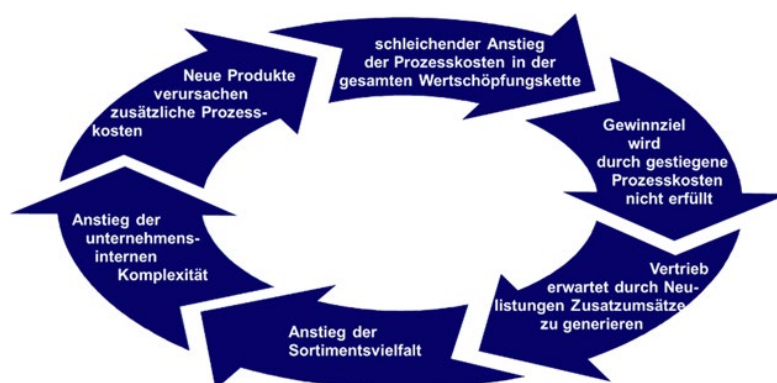 schleichender Anstieg
der Prozesskosten in der
gesamten Wertschöpfungskette
Gewinnziel
wird
durch gestiegene
Prozesskosten
nicht erfüllt
Vertrieb
erwartet durch Neu-
listungen Zusatzumsätze
zu generieren
Anstieg der
Sortimentsvielfalt
Anstieg der
unternehmens-
internen
Komplexität
Neue Produkte
verursachen
zusätzliche Prozess-
kosten